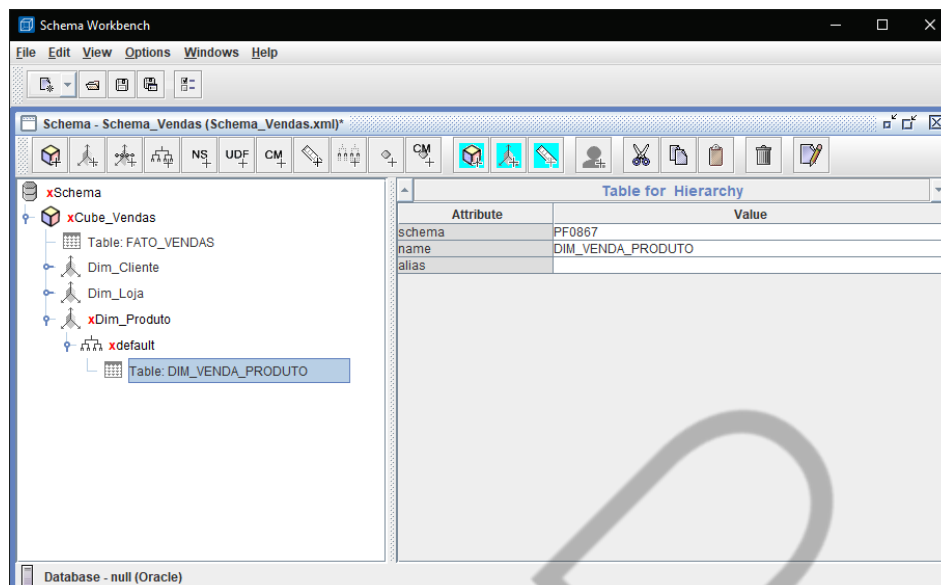 Schema Workbench
File Edit View Options Windows Help
Schema - Schema_Vendas (Schema_Vendas.xml)*
NS UDF CM CM
xSchema
Table for Hierarchy
xCube_Vendas
Attribute Value
Table: FATO_VENDAS
schema PF0867
name DIM_VENDA_PRODUTO
alias
Dim_Cliente
Dim_Loja
xDim_Produto
xdefault
Table: DIM_VENDA_PRODUTO
Database - null (Oracle)